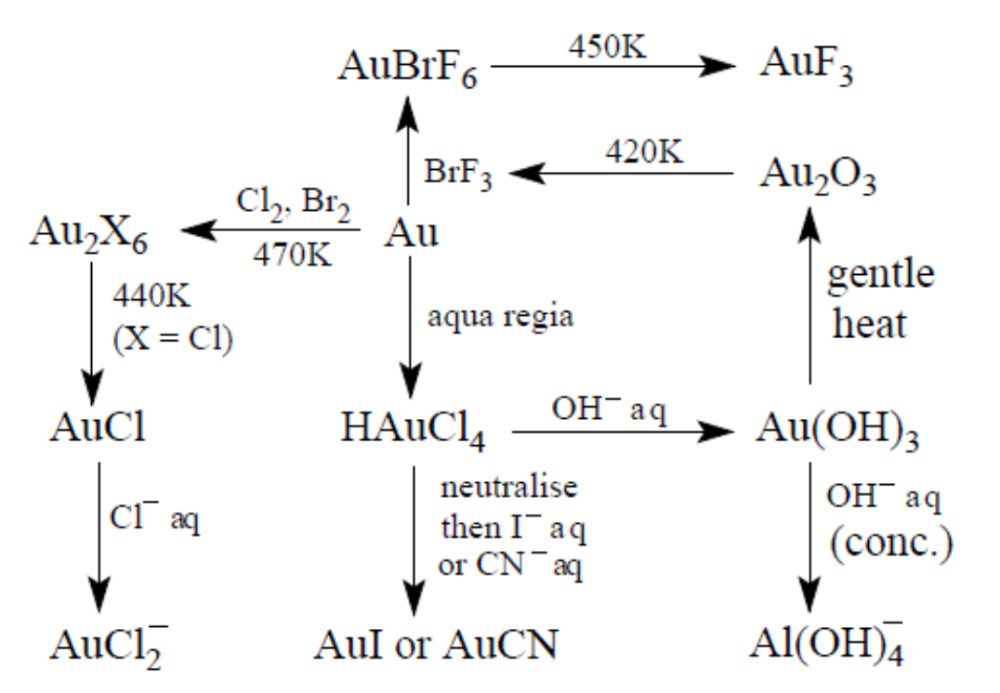 AuBrF₆ 450K AuF₃
BrF₃ 420K Au₂O₃
Au₂X₆ Cl₂, Br₂ Au
470K
440K
(X = Cl)
aqua regia
gentle
heat
AuCl HAuCl₄ OH⁻ aq Au(OH)₃
Cl⁻ aq
neutralise
then I⁻ aq
or CN⁻ aq
OH⁻ aq
(conc.)
AuCl₂⁻ AuI or AuCN Al(OH)₄⁻